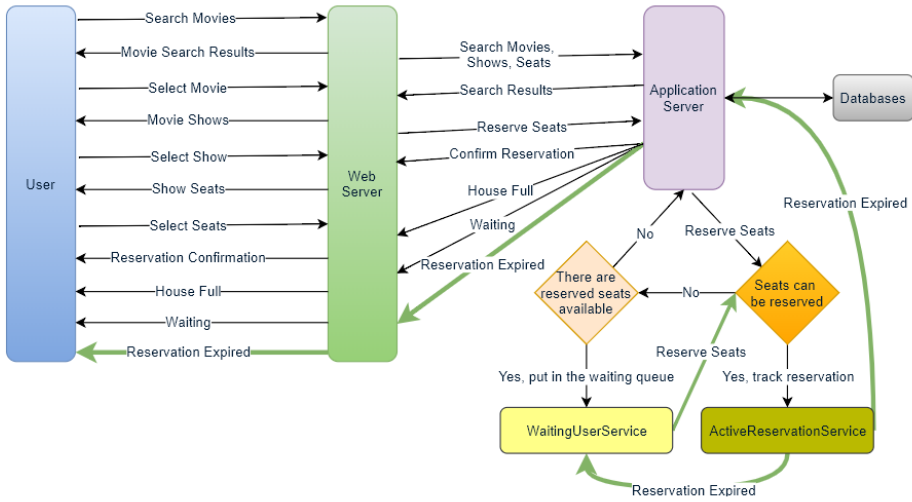 Search Movies
Movie Search Results
Select Movie
Movie Shows
Select Show
Show Seats
Select Seats
Reservation Confirmation
House Full
Waiting
Reservation Expired
User
Web
Server
Search Movies,
Shows, Seats
Search Results
Reserve Seats
Confirm Reservation
House Full
Waiting
Reservation Expired
Application
Server
Databases
Reservation Expired
No
Reserve Seats
There are
reserved seats
available
No
Seats can
be reserved
Reserve Seats
Yes, put in the waiting queue
Yes, track reservation
WaitingUserService
ActiveReservationService
Reservation Expired